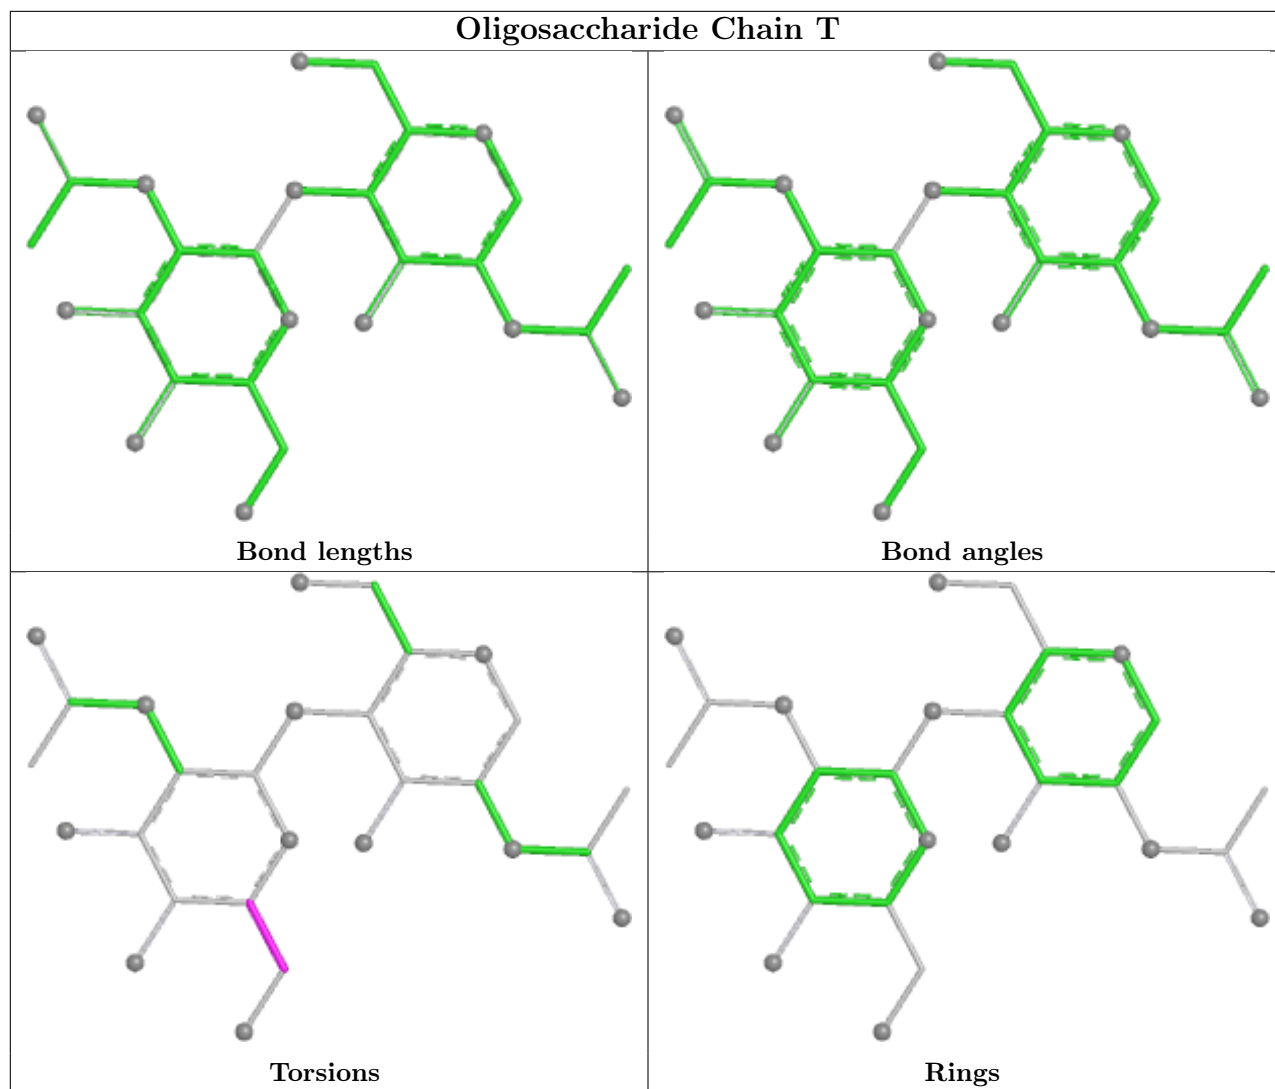 Oligosaccharide Chain T
Bond lengths
Bond angles
Torsions
Rings